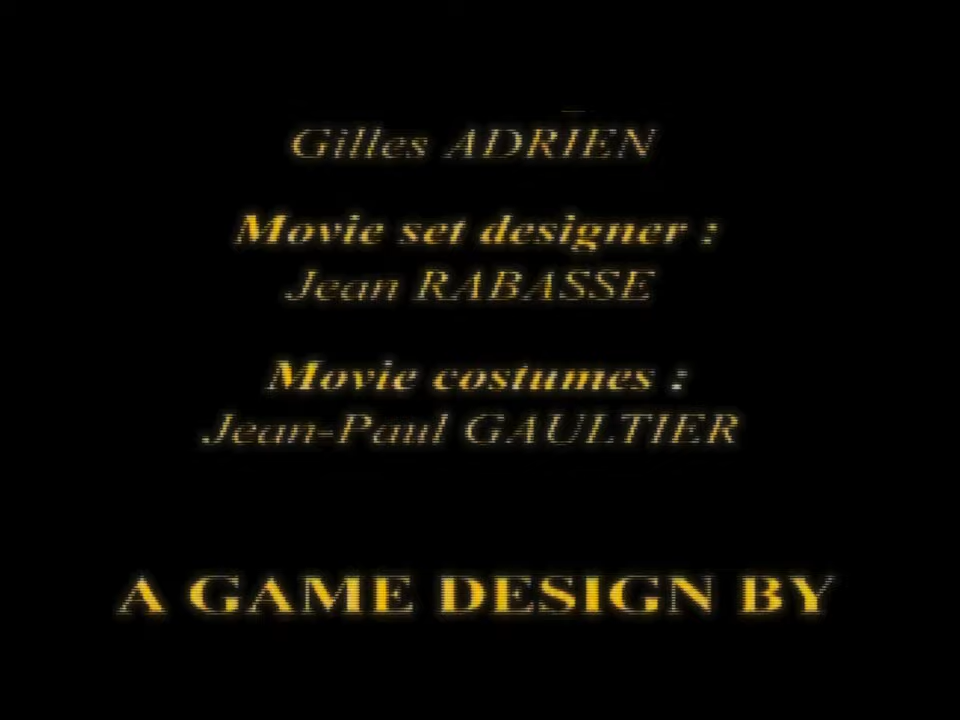 Gilles ADRIEN
Movie set designer :
Jean RABASSE
Movie costumes :
Jean-Paul GAULTIER
A GAME DESIGN BY